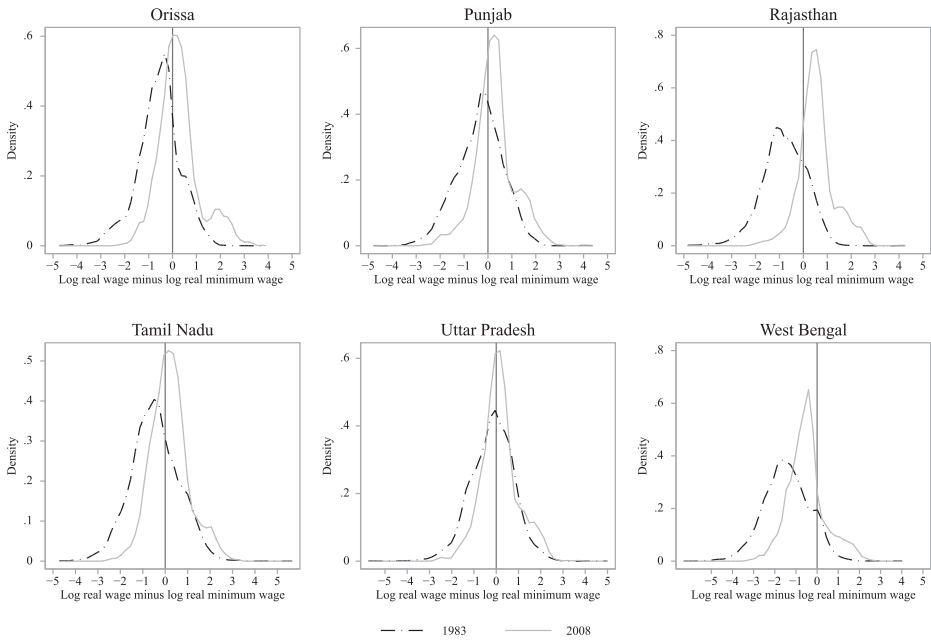 Orissa
Punjab
Rajasthan
Density
.6
.4
.2
0
−5 −4 −3 −2 −1 0 1 2 3 4 5
Log real wage minus log real minimum wage
Density
.6
.4
.2
0
−5 −4 −3 −2 −1 0 1 2 3 4 5
Log real wage minus log real minimum wage
Density
.8
.6
.4
.2
0
−5 −4 −3 −2 −1 0 1 2 3 4 5
Log real wage minus log real minimum wage
Tamil Nadu
Uttar Pradesh
West Bengal
Density
.5
.4
.3
.2
.1
0
−5 −4 −3 −2 −1 0 1 2 3 4 5
Log real wage minus log real minimum wage
Density
.6
.4
.2
0
−5 −4 −3 −2 −1 0 1 2 3 4 5
Log real wage minus log real minimum wage
Density
.8
.6
.4
.2
0
−5 −4 −3 −2 −1 0 1 2 3 4 5
Log real wage minus log real minimum wage
1983 2008